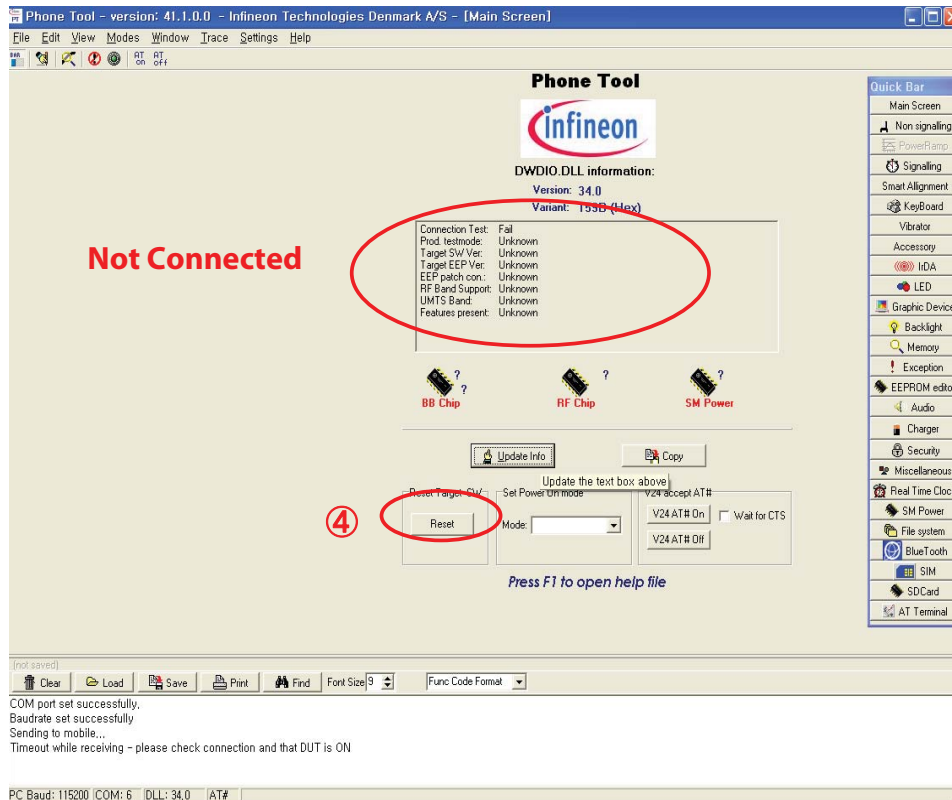 Phone Tool - version: 41.1.0.0 - Infineon Technologies Denmark A/S - [Main Screen]
File Edit View Modes Window Trace Settings Help
AT on AT off
Phone Tool
infineon
DWDIO.DLL information:
Version: 34.0
Variant: 153B (Hex)
Not Connected
Connection Test: Fail
Prod. testmode: Unknown
Target SW Ver: Unknown
Target EEP Ver: Unknown
EEP patch con.: Unknown
RF Band Support: Unknown
UMTS Band: Unknown
Features present: Unknown
? ? ? ?
BB Chip RF Chip SM Power
Update Info Copy
Update the text box above
Reset Target SW Set Power On mode V24 accept AT#
④ Reset Mode: V24 AT# On Wait for CTS
V24 AT# Off
Press F1 to open help file
Quick Bar
Main Screen
Non signalling
PowerRamp
Signalling
Smart Alignment
KeyBoard
Vibrator
Accessory
IrDA
LED
Graphic Device
Backlight
Memory
Exception
EEPROM edito
Audio
Charger
Security
Miscellaneous
Real Time Cloc
SM Power
File system
BlueTooth
SIM
SDCard
AT Terminal
(not saved)
Clear Load Save Print Find Font Size 9 Func Code Format
COM port set successfully,
Baudrate set successfully
Sending to mobile...
Timeout while receiving - please check connection and that DUT is ON
PC Baud: 115200 COM: 6 DLL: 34,0 AT#